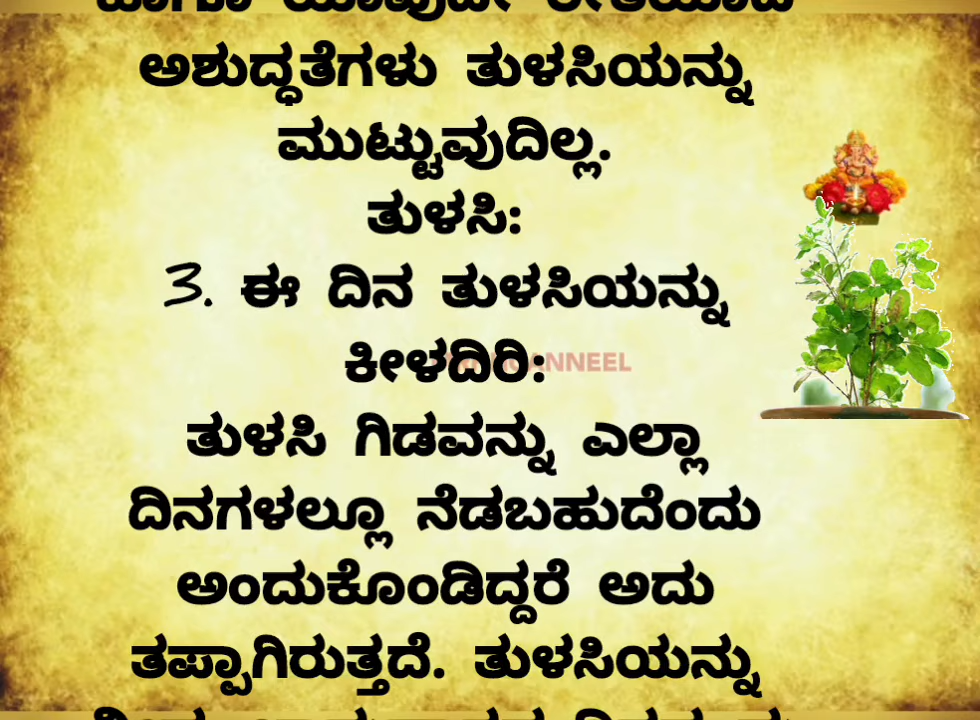 ಅಶುದ್ಧತೆಗಳು ತುಳಸಿಯನ್ನು
ಮುಟ್ಟುವುದಿಲ್ಲ.
ತುಳಸಿ:
3. ಈ ದಿನ ತುಳಸಿಯನ್ನು
ಕೀಳದಿರಿ:
ತುಳಸಿ ಗಿಡವನ್ನು ಎಲ್ಲಾ
ದಿನಗಳಲ್ಲೂ ನೆಡಬಹುದೆಂದು
ಅಂದುಕೊಂಡಿದ್ದರೆ ಅದು
ತಪ್ಪಾಗಿರುತ್ತದೆ. ತುಳಸಿಯನ್ನು